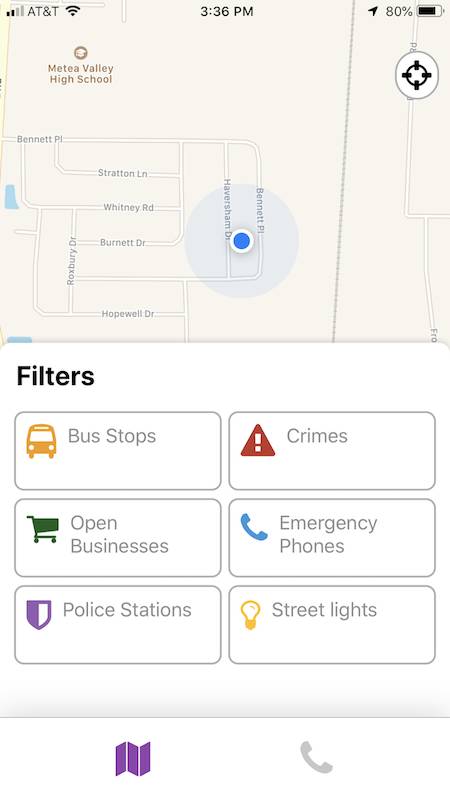 AT&T
3:36 PM
80%
Metea Valley
High School
Bennett Pl
Stratton Ln
Whitney Rd
Burnett Dr
Roxbury Dr
Haversham Dr
Bennett Pl
Hopewell Dr
Rd
Fro
Filters
Bus Stops
Crimes
Open
Businesses
Emergency
Phones
Police Stations
Street lights